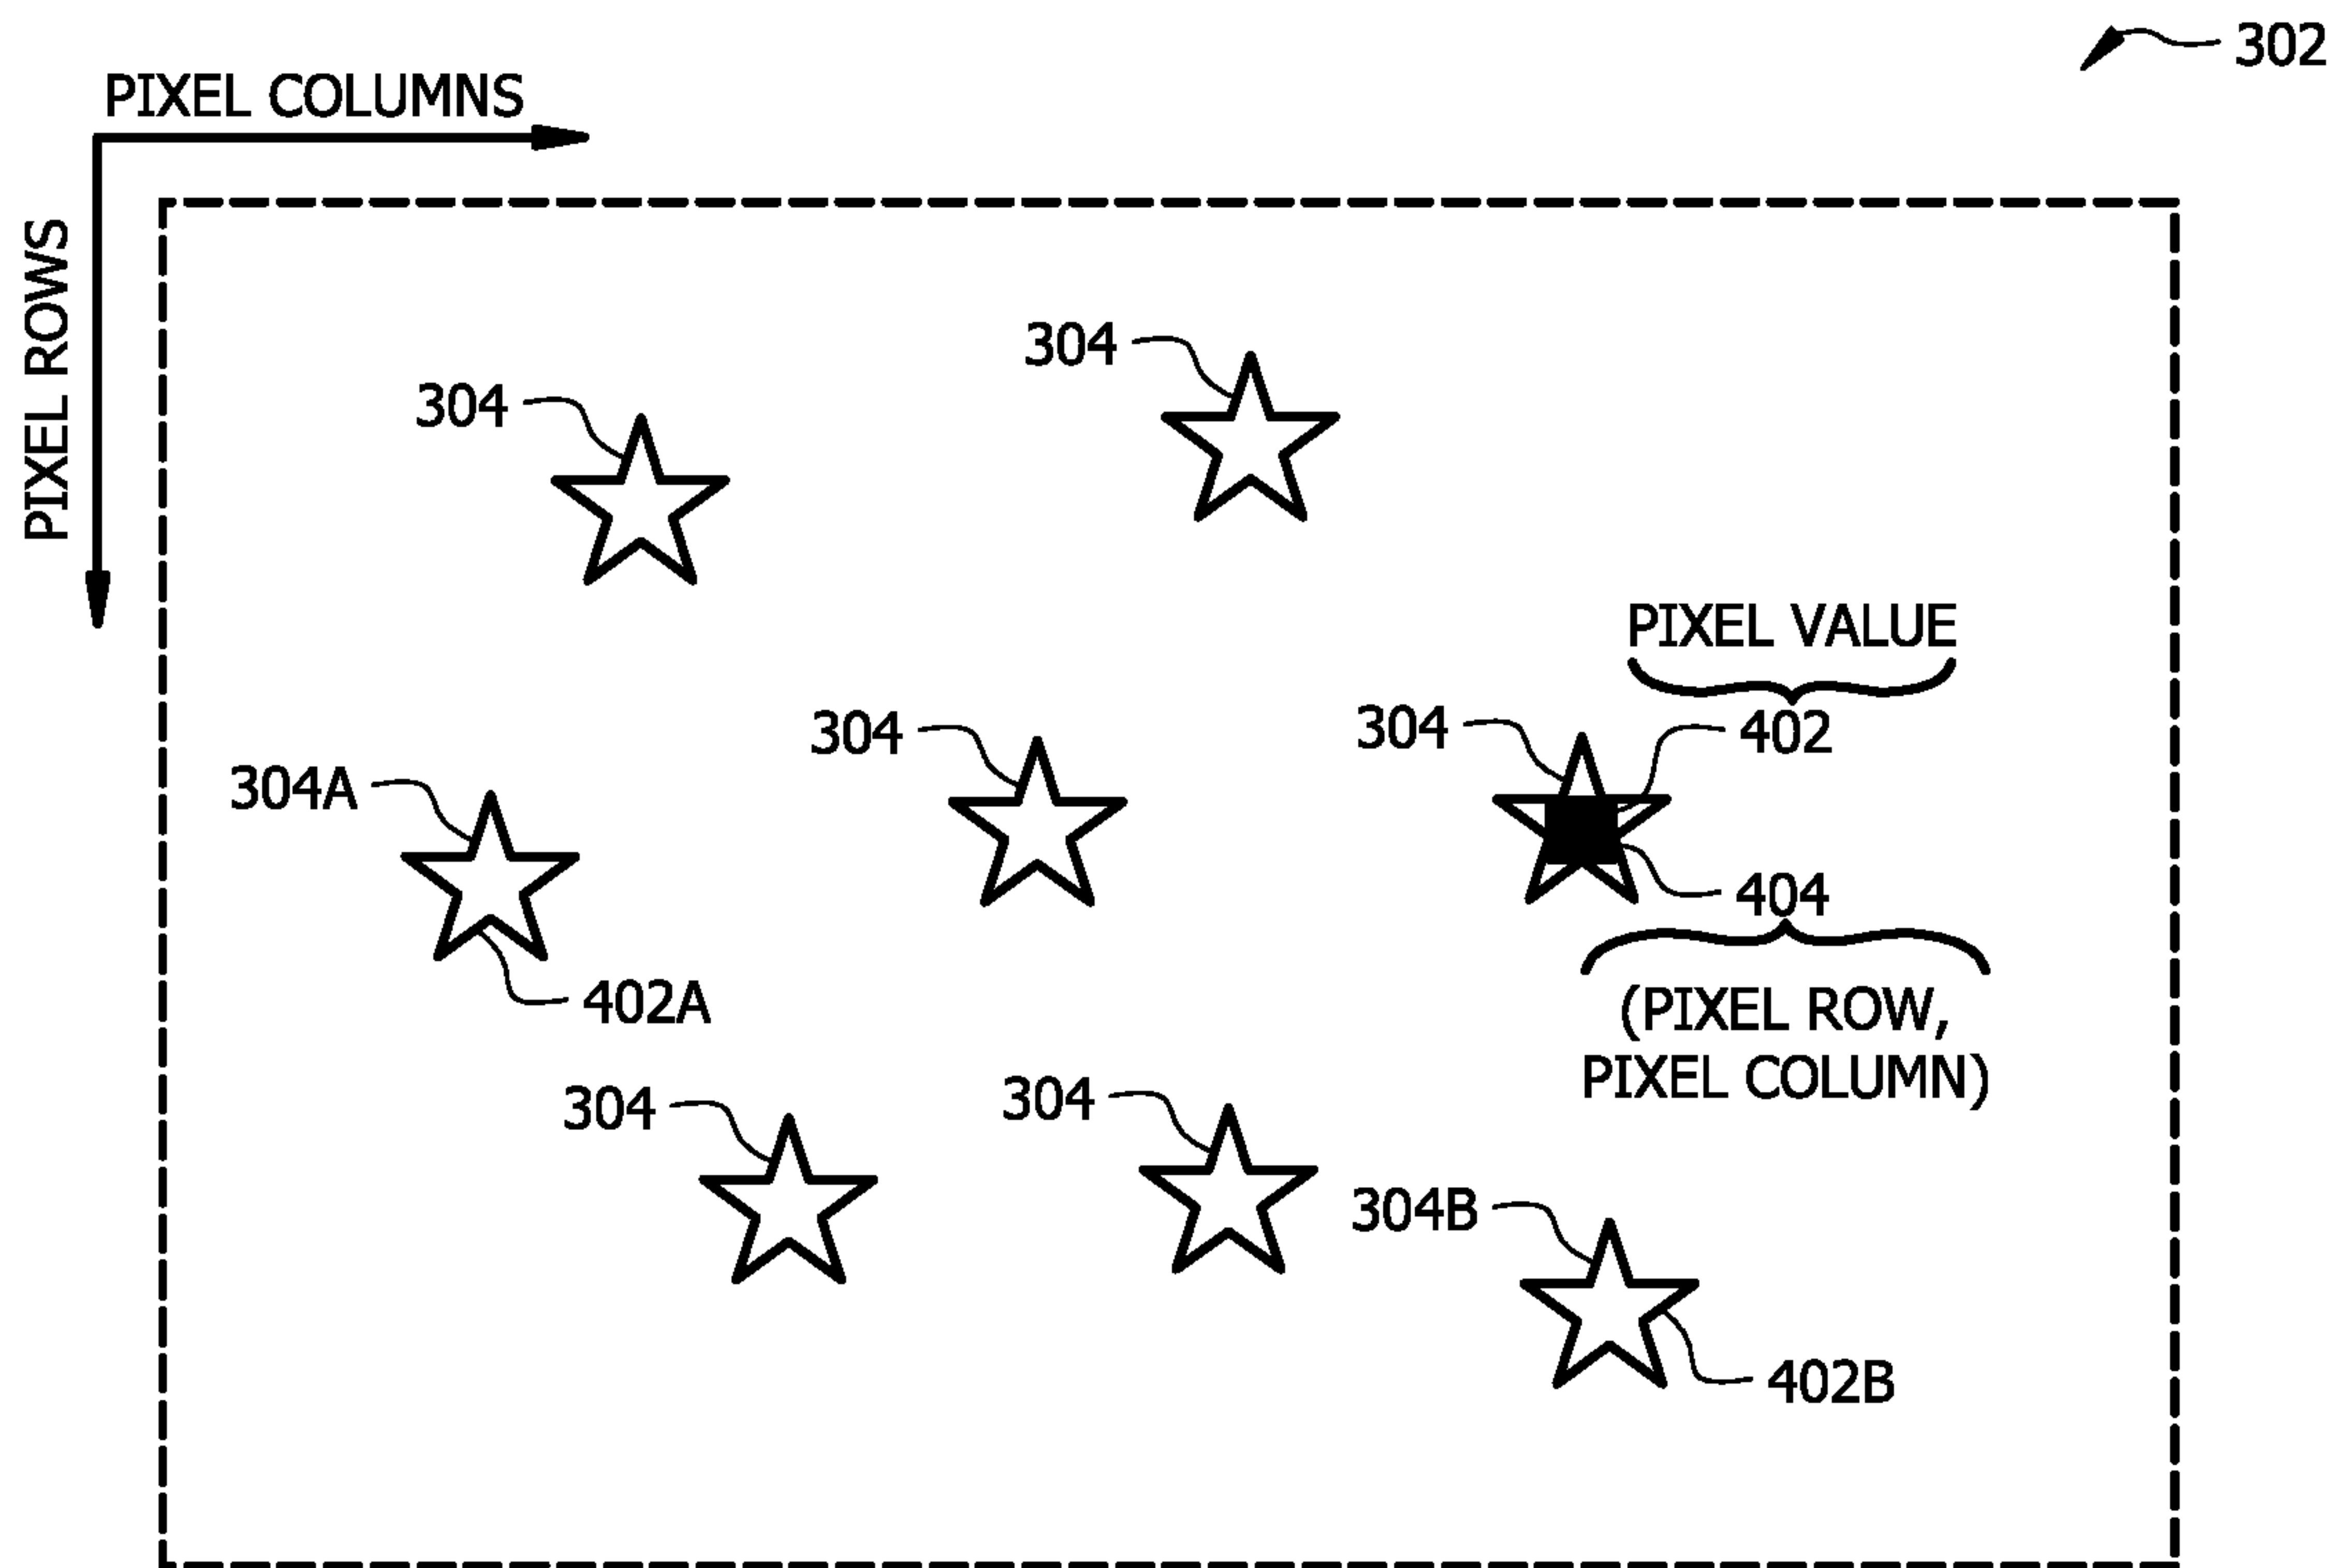 302
PIXEL COLUMNS
PIXEL ROWS
304
304
PIXEL VALUE
304
304
402
304A
404
402A
(PIXEL ROW,
PIXEL COLUMN)
304
304
304B
402B